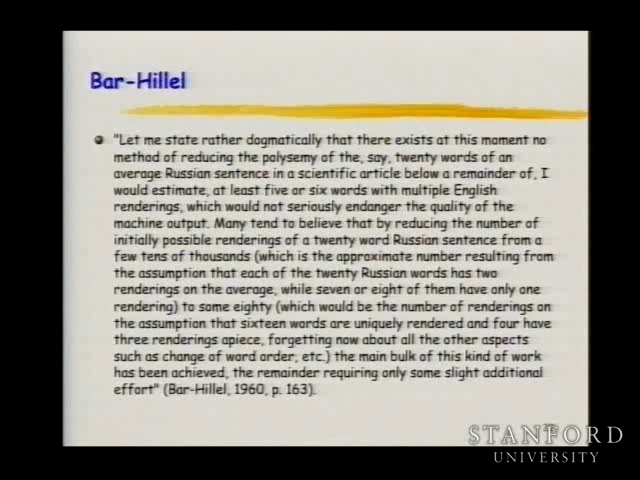 Bar-Hillel
"Let me state rather dogmatically that there exists at this moment no
method of reducing the polysemy of the, say, twenty words of an
average Russian sentence in a scientific article below a remainder of, I
would estimate, at least five or six words with multiple English
renderings, which would not seriously endanger the quality of the
machine output. Many tend to believe that by reducing the number of
initially possible renderings of a twenty word Russian sentence from a
few tens of thousands (which is the approximate number resulting from
the assumption that each of the twenty Russian words has two
renderings on the average, while seven or eight of them have only one
rendering) to some eighty (which would be the number of renderings on
the assumption that sixteen words are uniquely rendered and four have
three renderings apiece, forgetting now about all the other aspects
such as change of word order, etc.) the main bulk of this kind of work
has been achieved, the remainder requiring only some slight additional
effort" (Bar-Hillel, 1960, p. 163).
STANFORD
UNIVERSITY